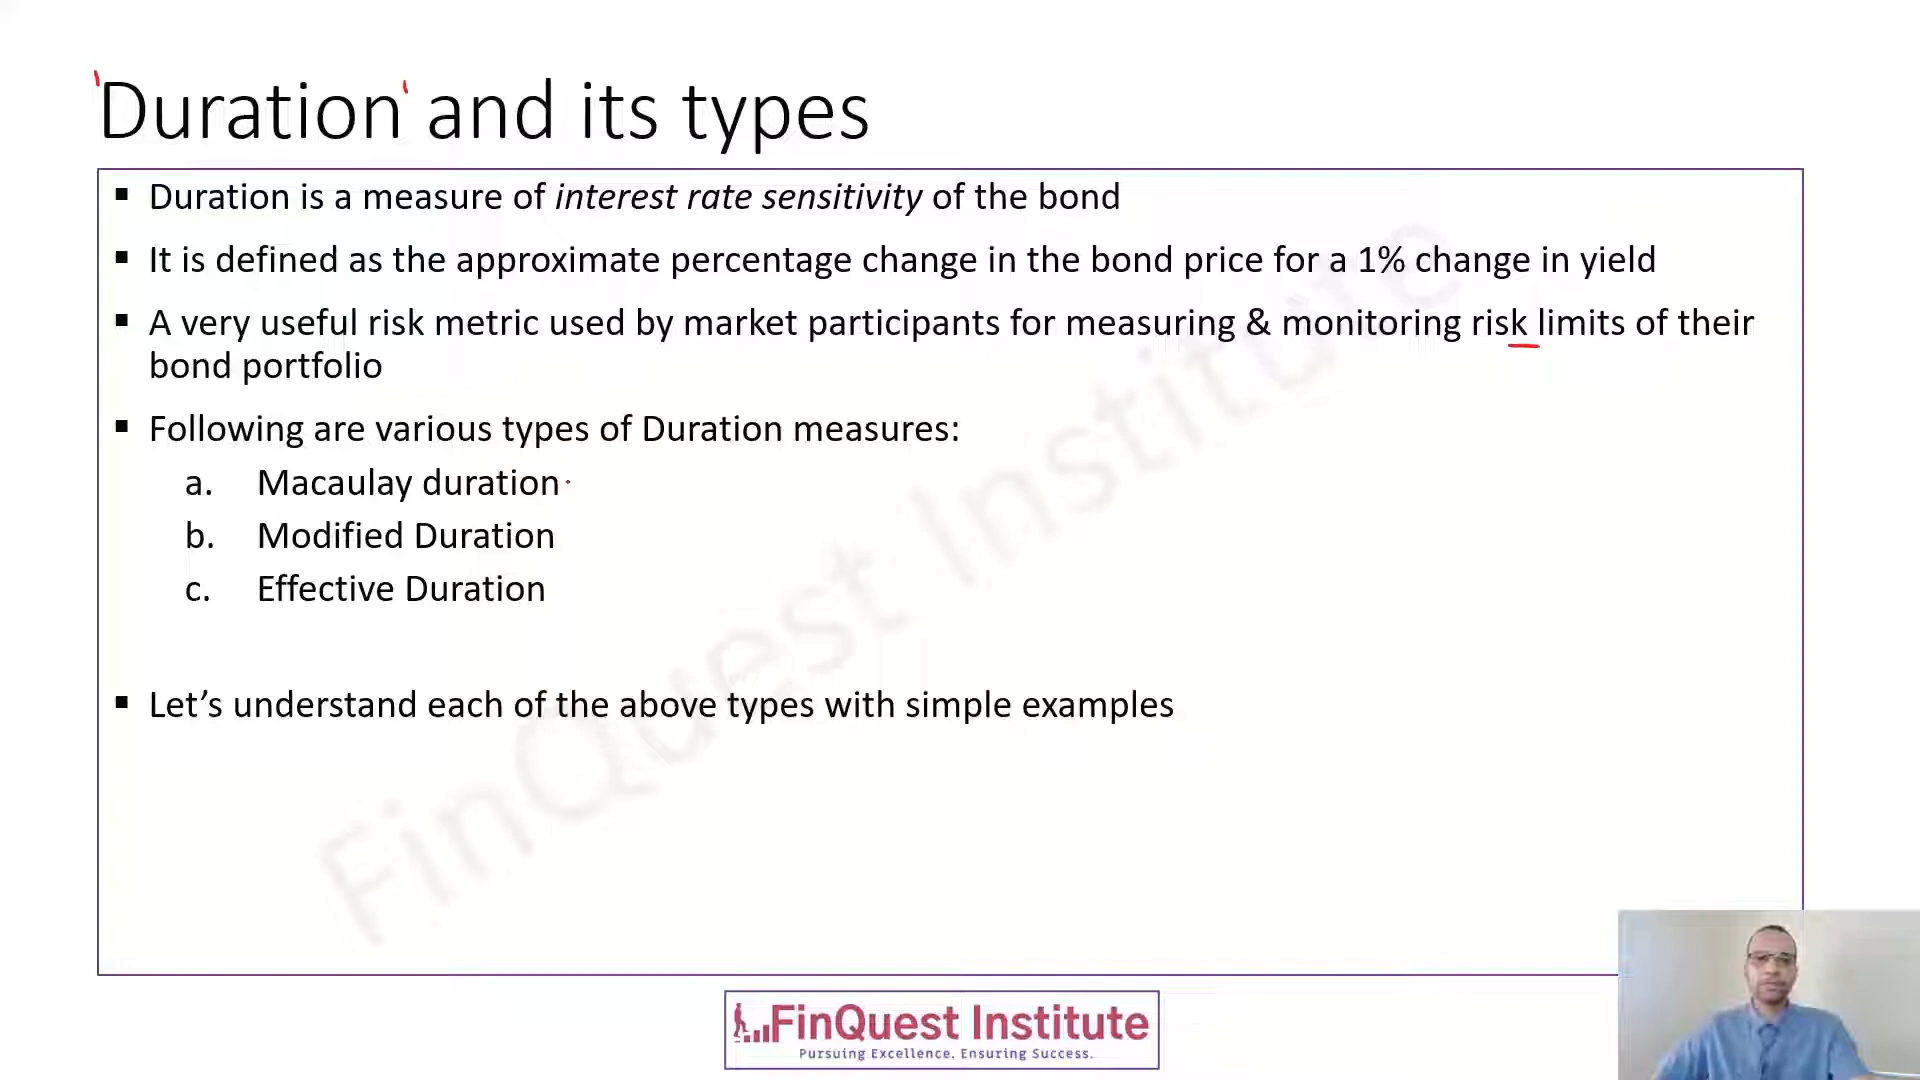 'Duration' and its types
▪ Duration is a measure of interest rate sensitivity of the bond
▪ It is defined as the approximate percentage change in the bond price for a 1% change in yield
▪ A very useful risk metric used by market participants for measuring & monitoring risk limits of their
bond portfolio
▪ Following are various types of Duration measures:
a. Macaulay duration
b. Modified Duration
c. Effective Duration
▪ Let’s understand each of the above types with simple examples
FinQuest Institute
FinQuest Institute
Pursuing Excellence. Ensuring Success.